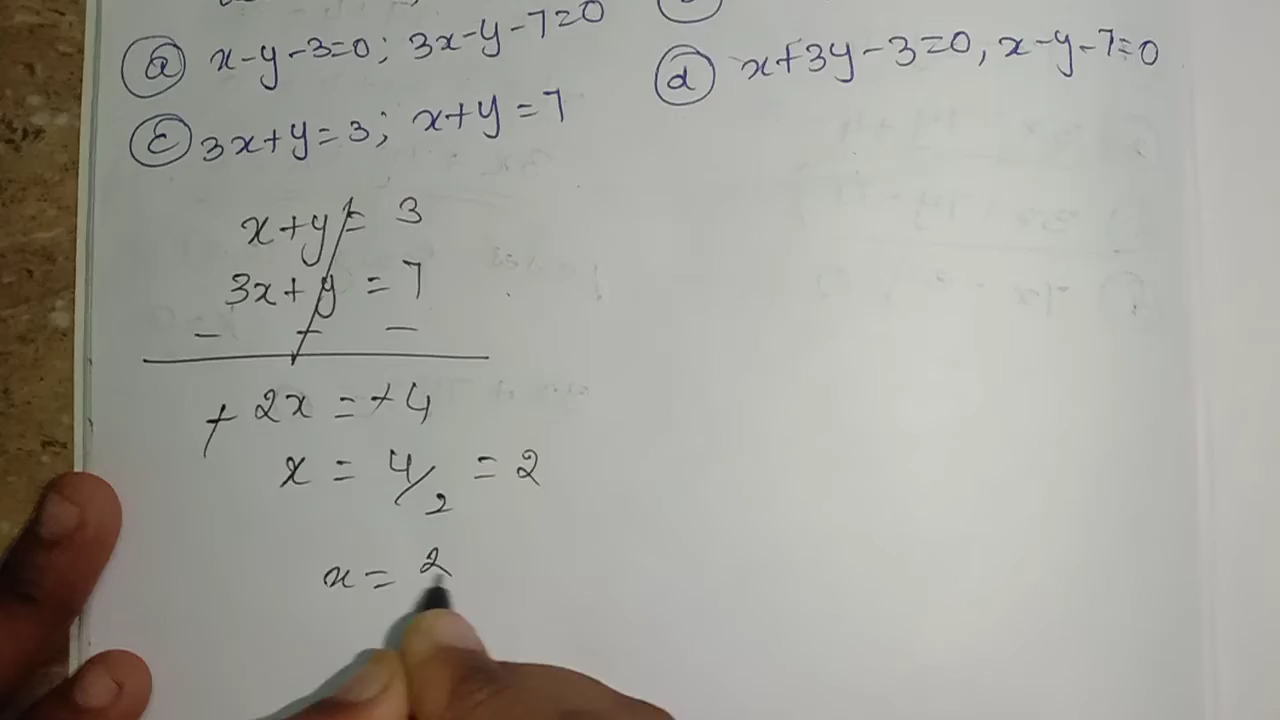 (a) x-y-3=0; 3x-y-7=0
(d) x+3y-3=0, x-y-7=0
(c) 3x+y=3; x+y=7
x+y= 3
3x+y = 7
- + -
+ 2x = +4
x = 4/2 = 2
x = 2